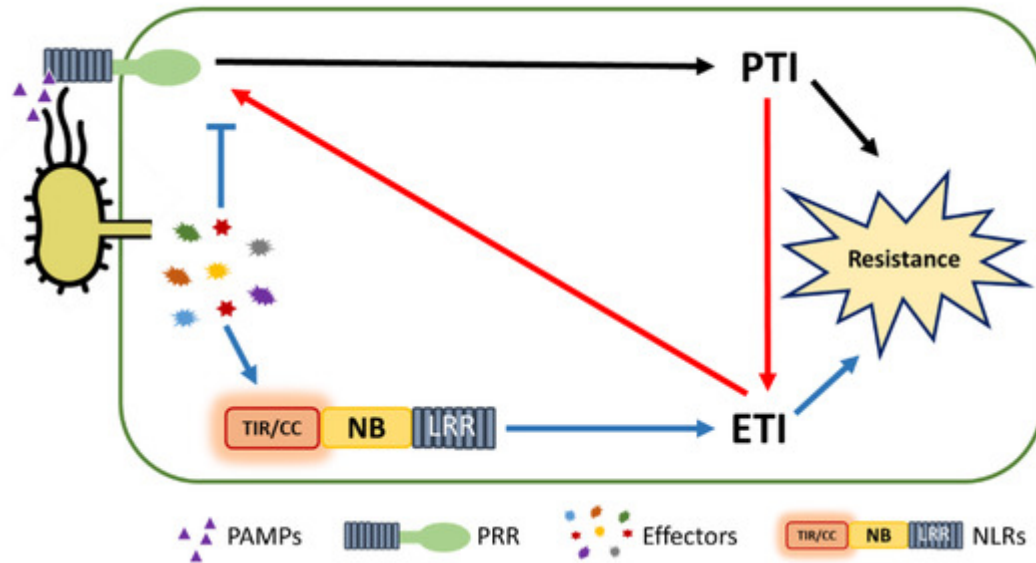 PTI
Resistance
TIR/CC NB LRR
ETI
PAMPs PRR Effectors TIR/CC NB LRR NLRs